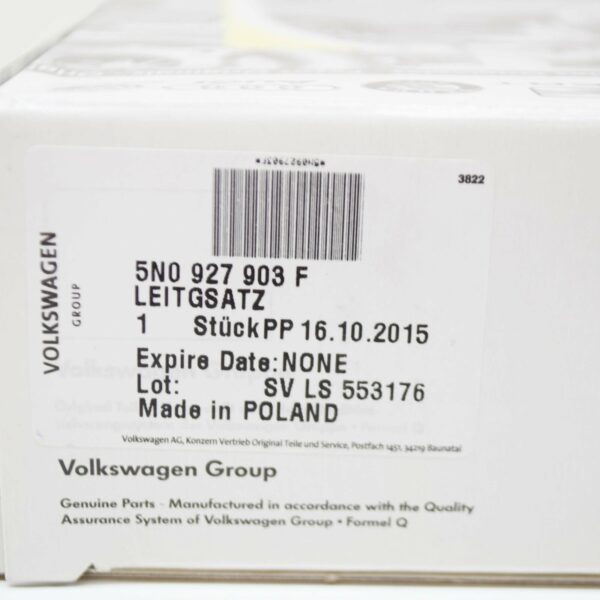 *5N0927903F*
3822
VOLKSWAGEN
GROUP
5N0 927 903 F
LEITGSATZ
1 Stück PP 16.10.2015
Expire Date: NONE
Lot: SV LS 553176
Made in POLAND
Volkswagen AG, Konzern Vertrieb Original Teile und Service, Postfach 1451, 34219 Baunatal
Volkswagen Group
Genuine Parts - Manufactured in accordance with the Quality
Assurance System of Volkswagen Group • Formel Q